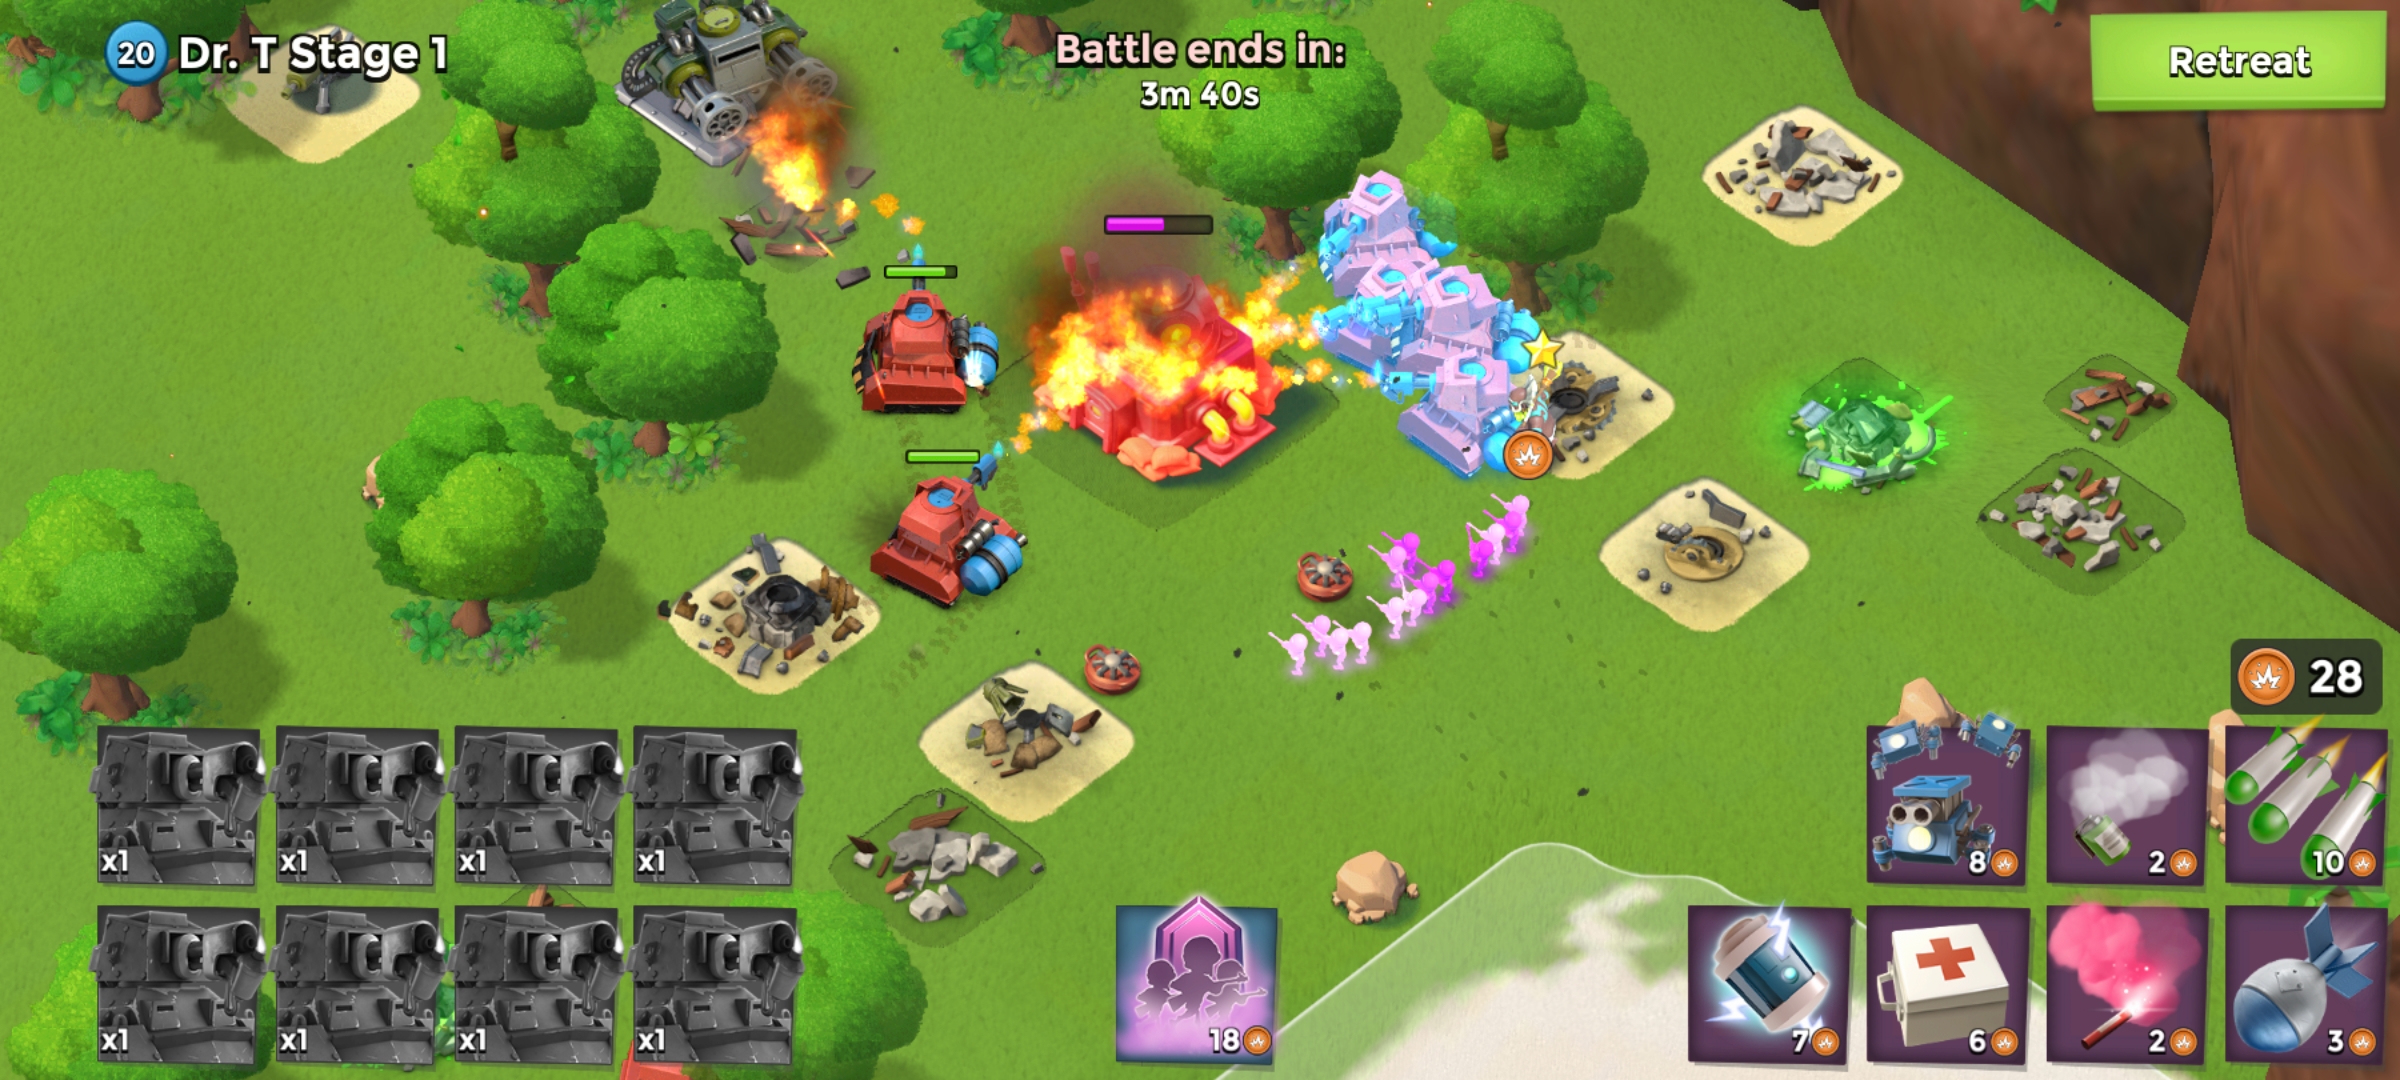 20 Dr. T Stage 1
Battle ends in:
3m 40s
Retreat
28
x1 x1 x1 x1
8 2 10
x1 x1 x1 x1
18
7 6 2 3